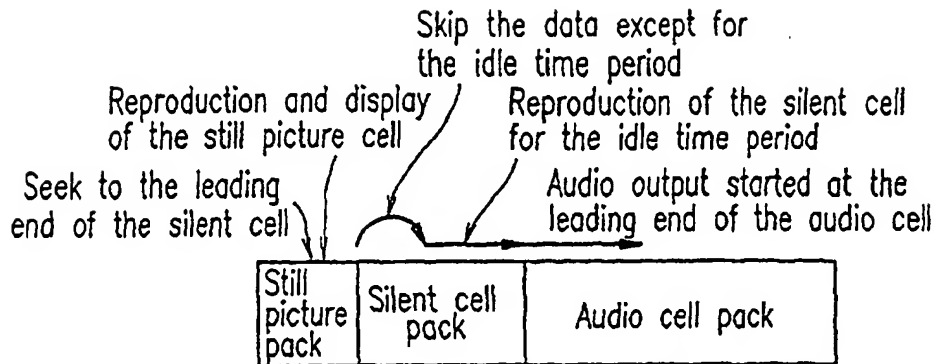 Skip the data except for
the idle time period
Reproduction and display
of the still picture cell
Reproduction of the silent cell
for the idle time period
Seek to the leading
end of the silent cell
Audio output started at the
leading end of the audio cell
Still
picture
pack
Silent cell
pack
Audio cell pack